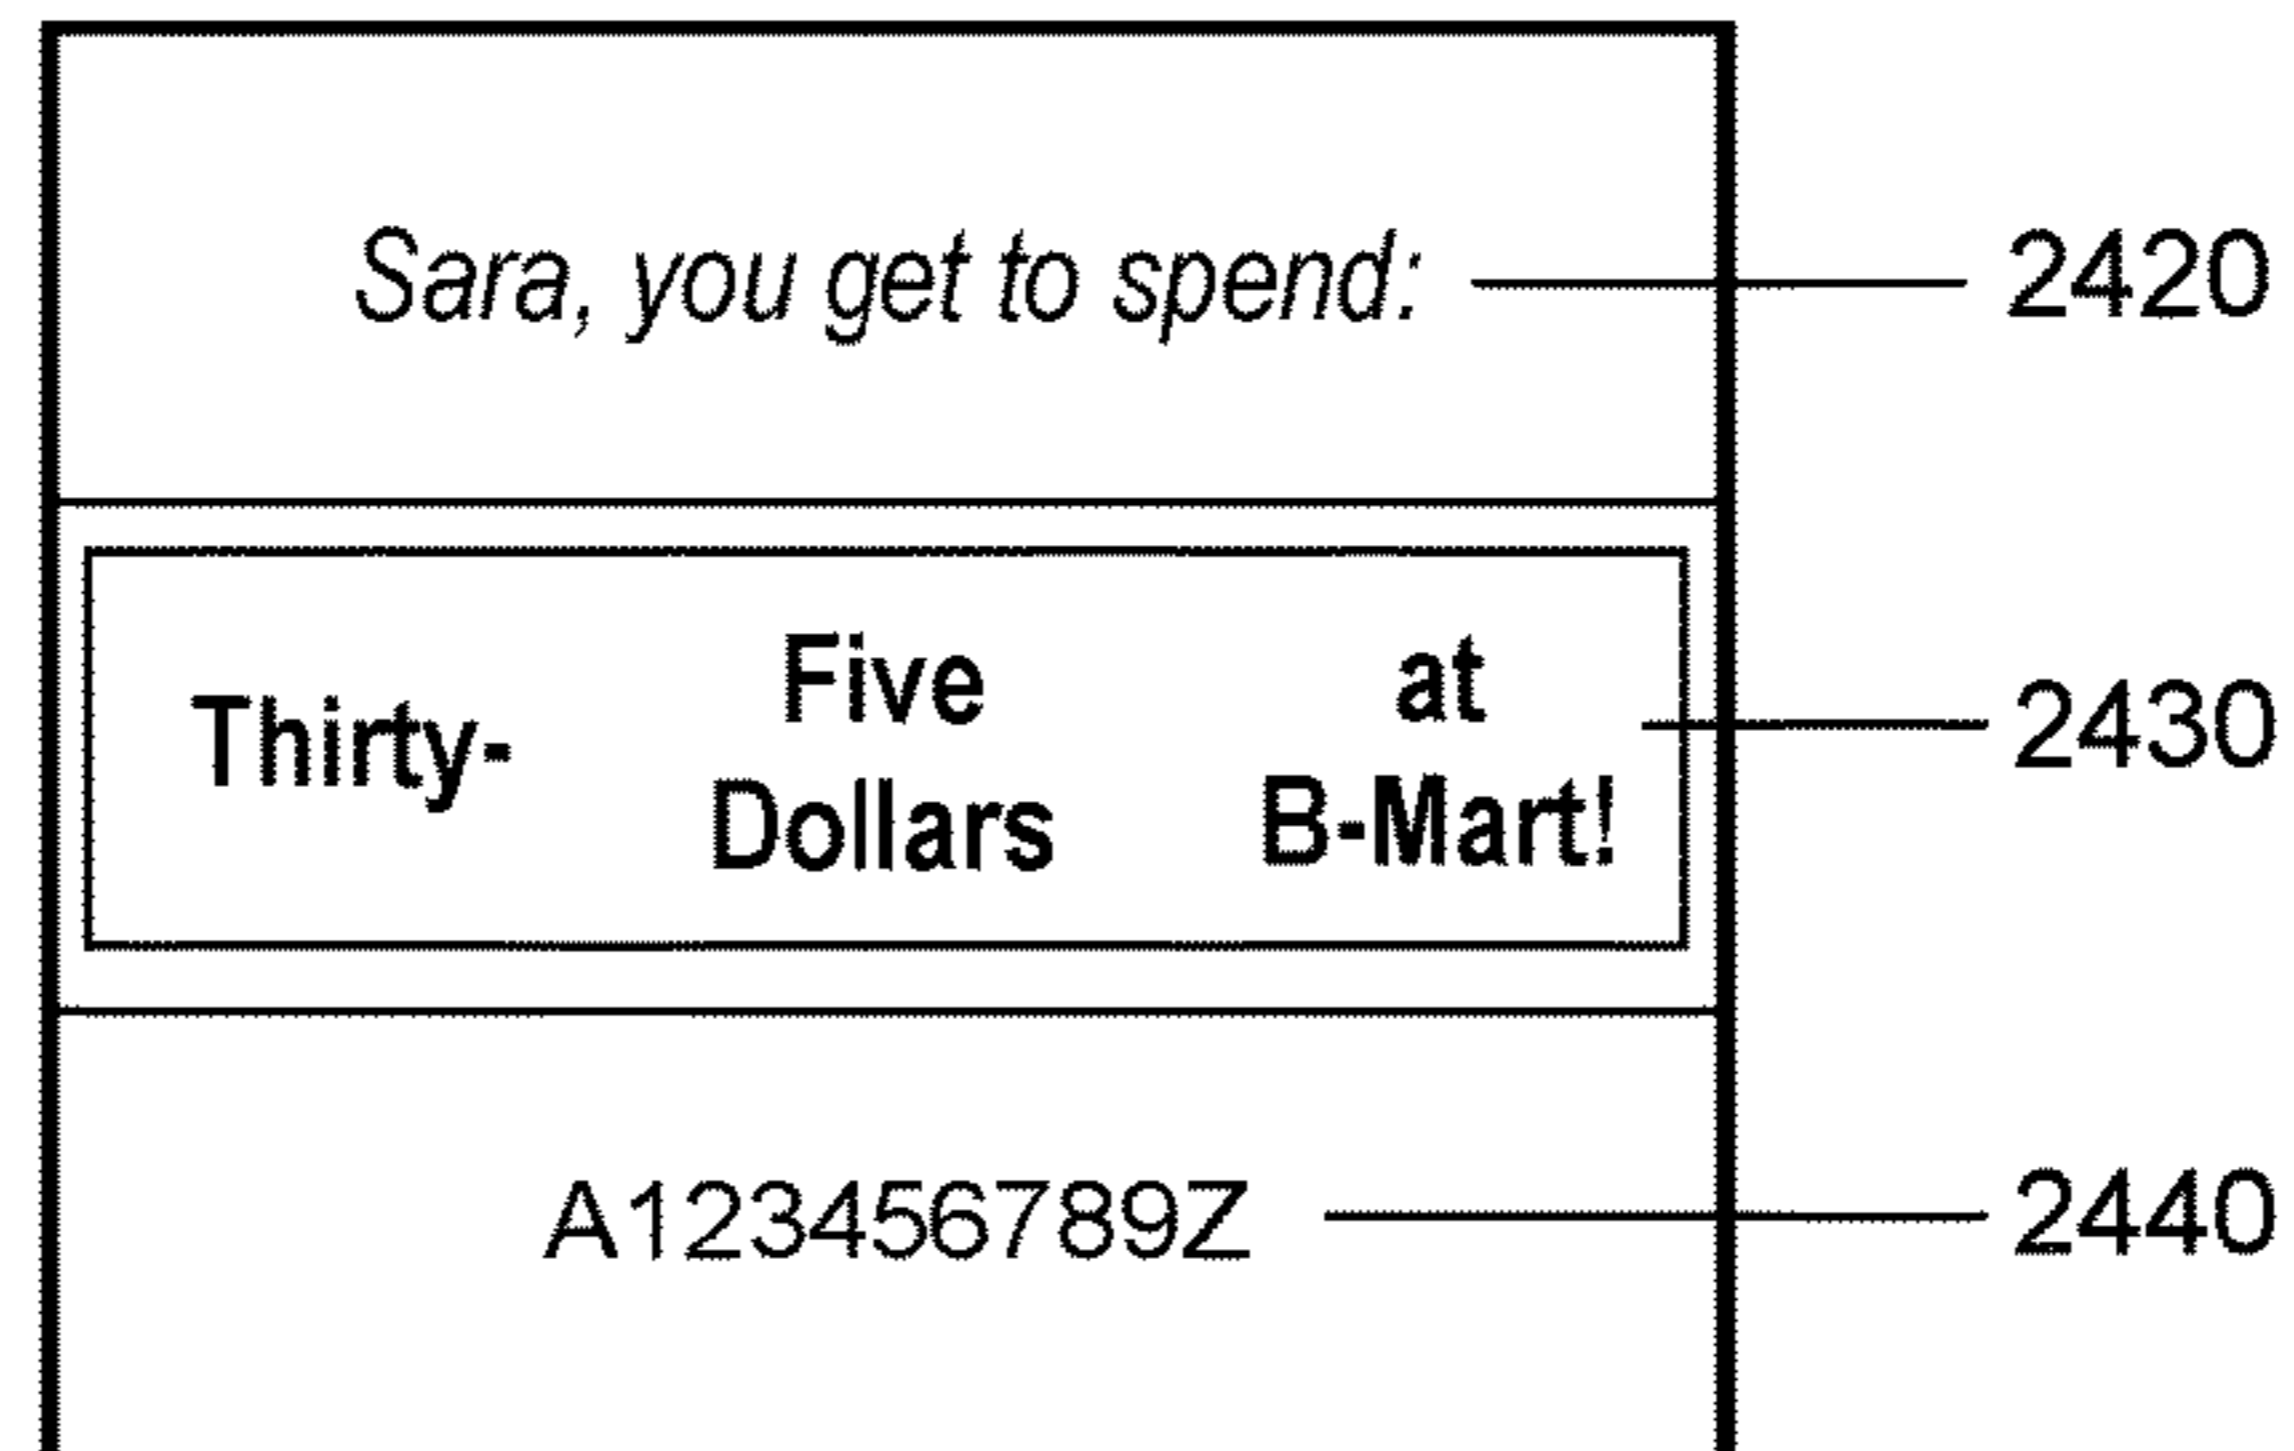 Sara, you get to spend: 2420
Thirty- Five Dollars at B-Mart! 2430
A123456789Z 2440